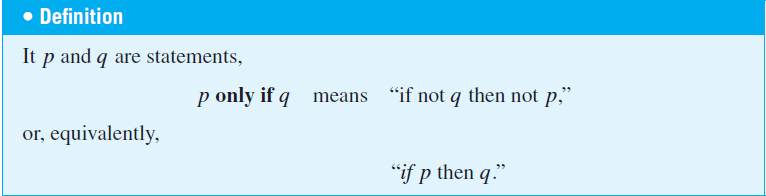 • Definition
It p and q are statements,
p only if q means “if not q then not p,”
or, equivalently,
“if p then q.”